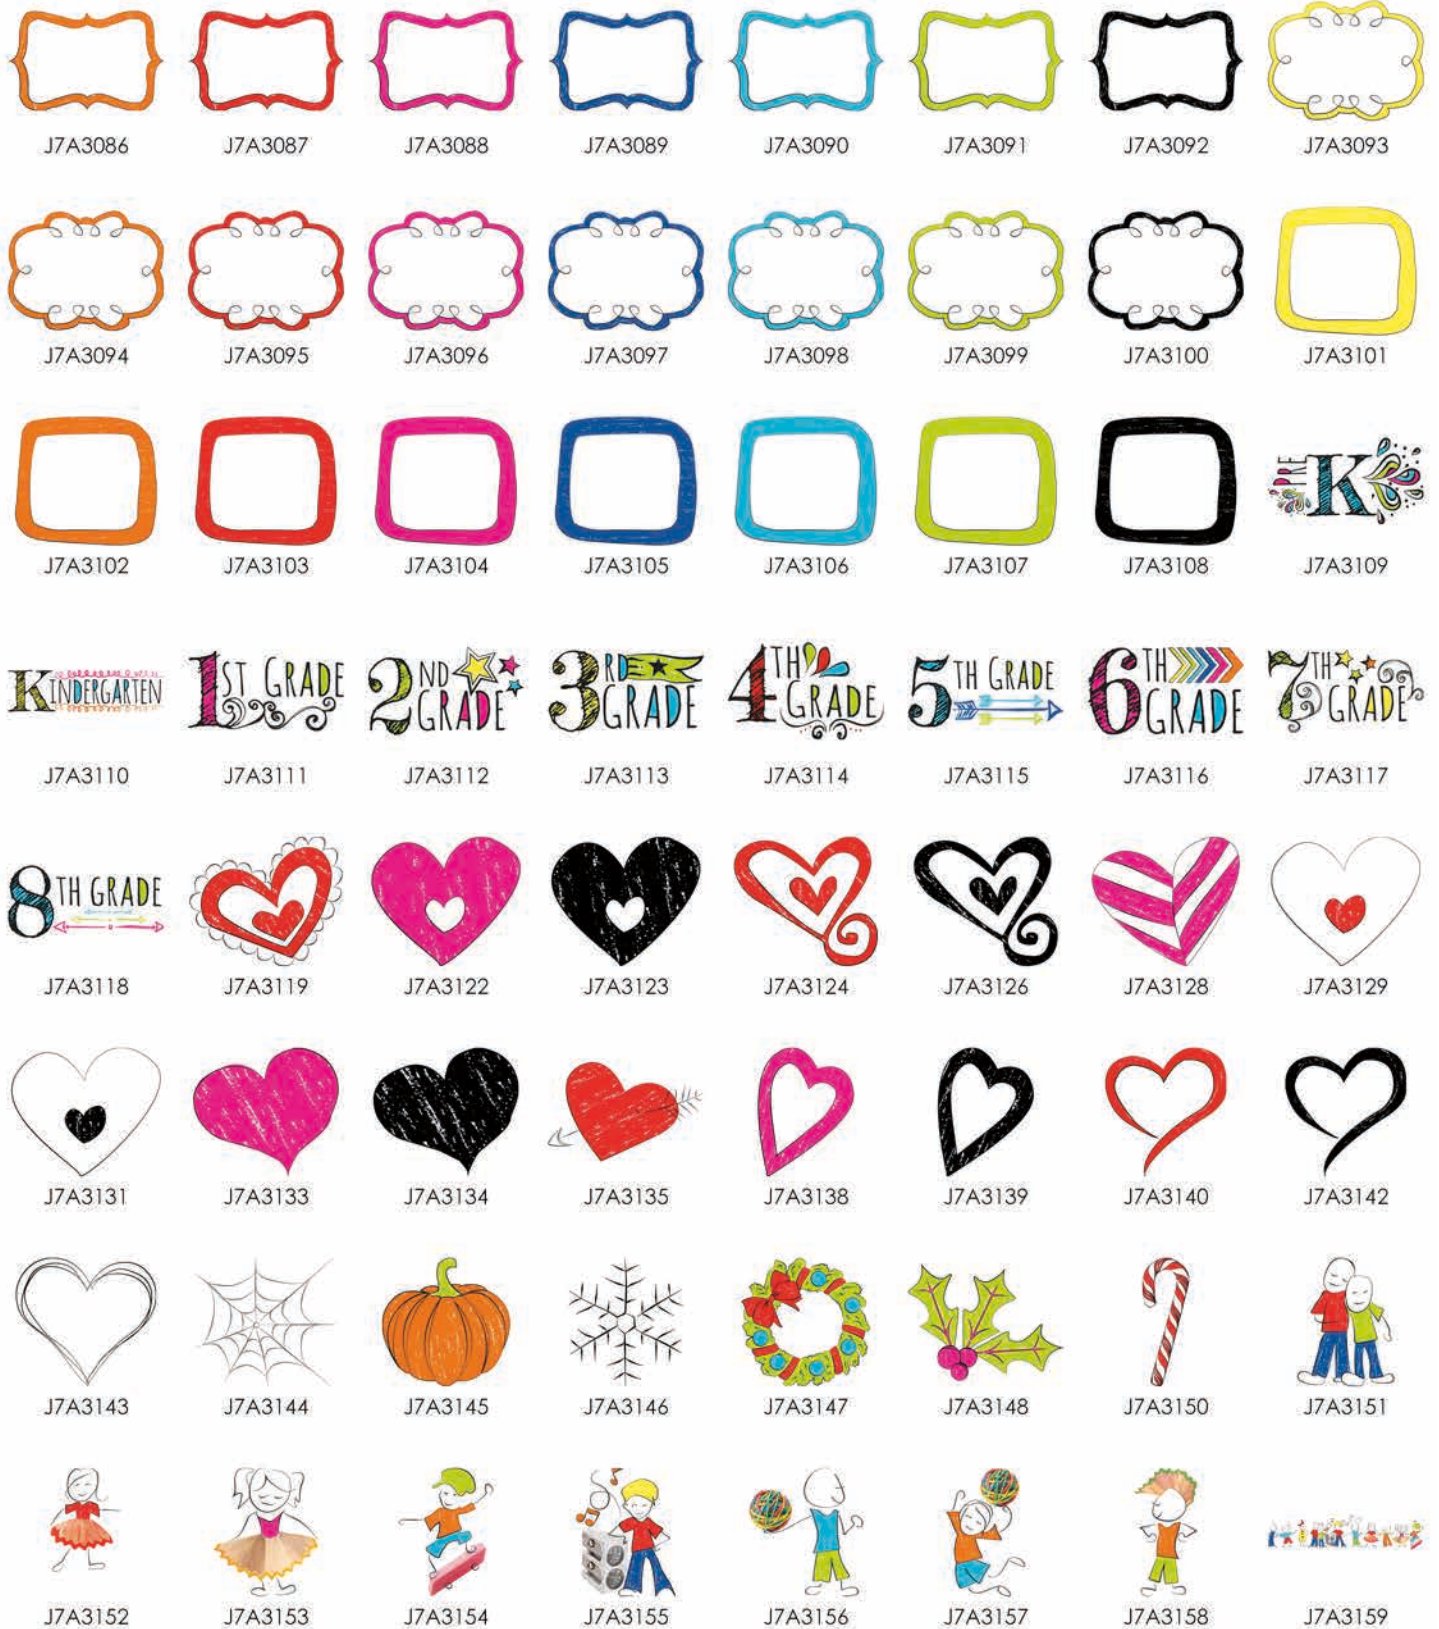 J7A3086 J7A3087 J7A3088 J7A3089 J7A3090 J7A3091 J7A3092 J7A3093
J7A3094 J7A3095 J7A3096 J7A3097 J7A3098 J7A3099 J7A3100 J7A3101
PRE K
J7A3102 J7A3103 J7A3104 J7A3105 J7A3106 J7A3107 J7A3108 J7A3109
KINDERGARTEN 1ST GRADE 2ND GRADE 3RD GRADE 4TH GRADE 5TH GRADE 6TH GRADE 7TH GRADE
J7A3110 J7A3111 J7A3112 J7A3113 J7A3114 J7A3115 J7A3116 J7A3117
8TH GRADE
J7A3118 J7A3119 J7A3122 J7A3123 J7A3124 J7A3126 J7A3128 J7A3129
J7A3131 J7A3133 J7A3134 J7A3135 J7A3138 J7A3139 J7A3140 J7A3142
J7A3143 J7A3144 J7A3145 J7A3146 J7A3147 J7A3148 J7A3150 J7A3151
J7A3152 J7A3153 J7A3154 J7A3155 J7A3156 J7A3157 J7A3158 J7A3159